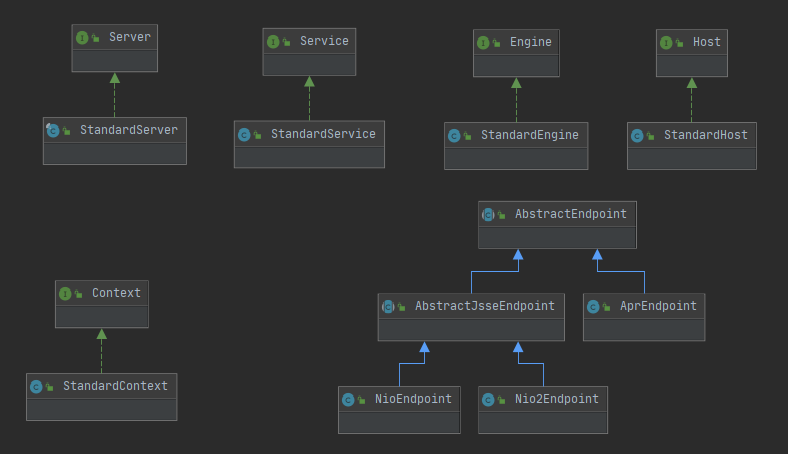 Server
Service
Engine
Host
StandardServer
StandardService
StandardEngine
StandardHost
AbstractEndpoint
Context
AbstractJsseEndpoint
AprEndpoint
StandardContext
NioEndpoint
Nio2Endpoint